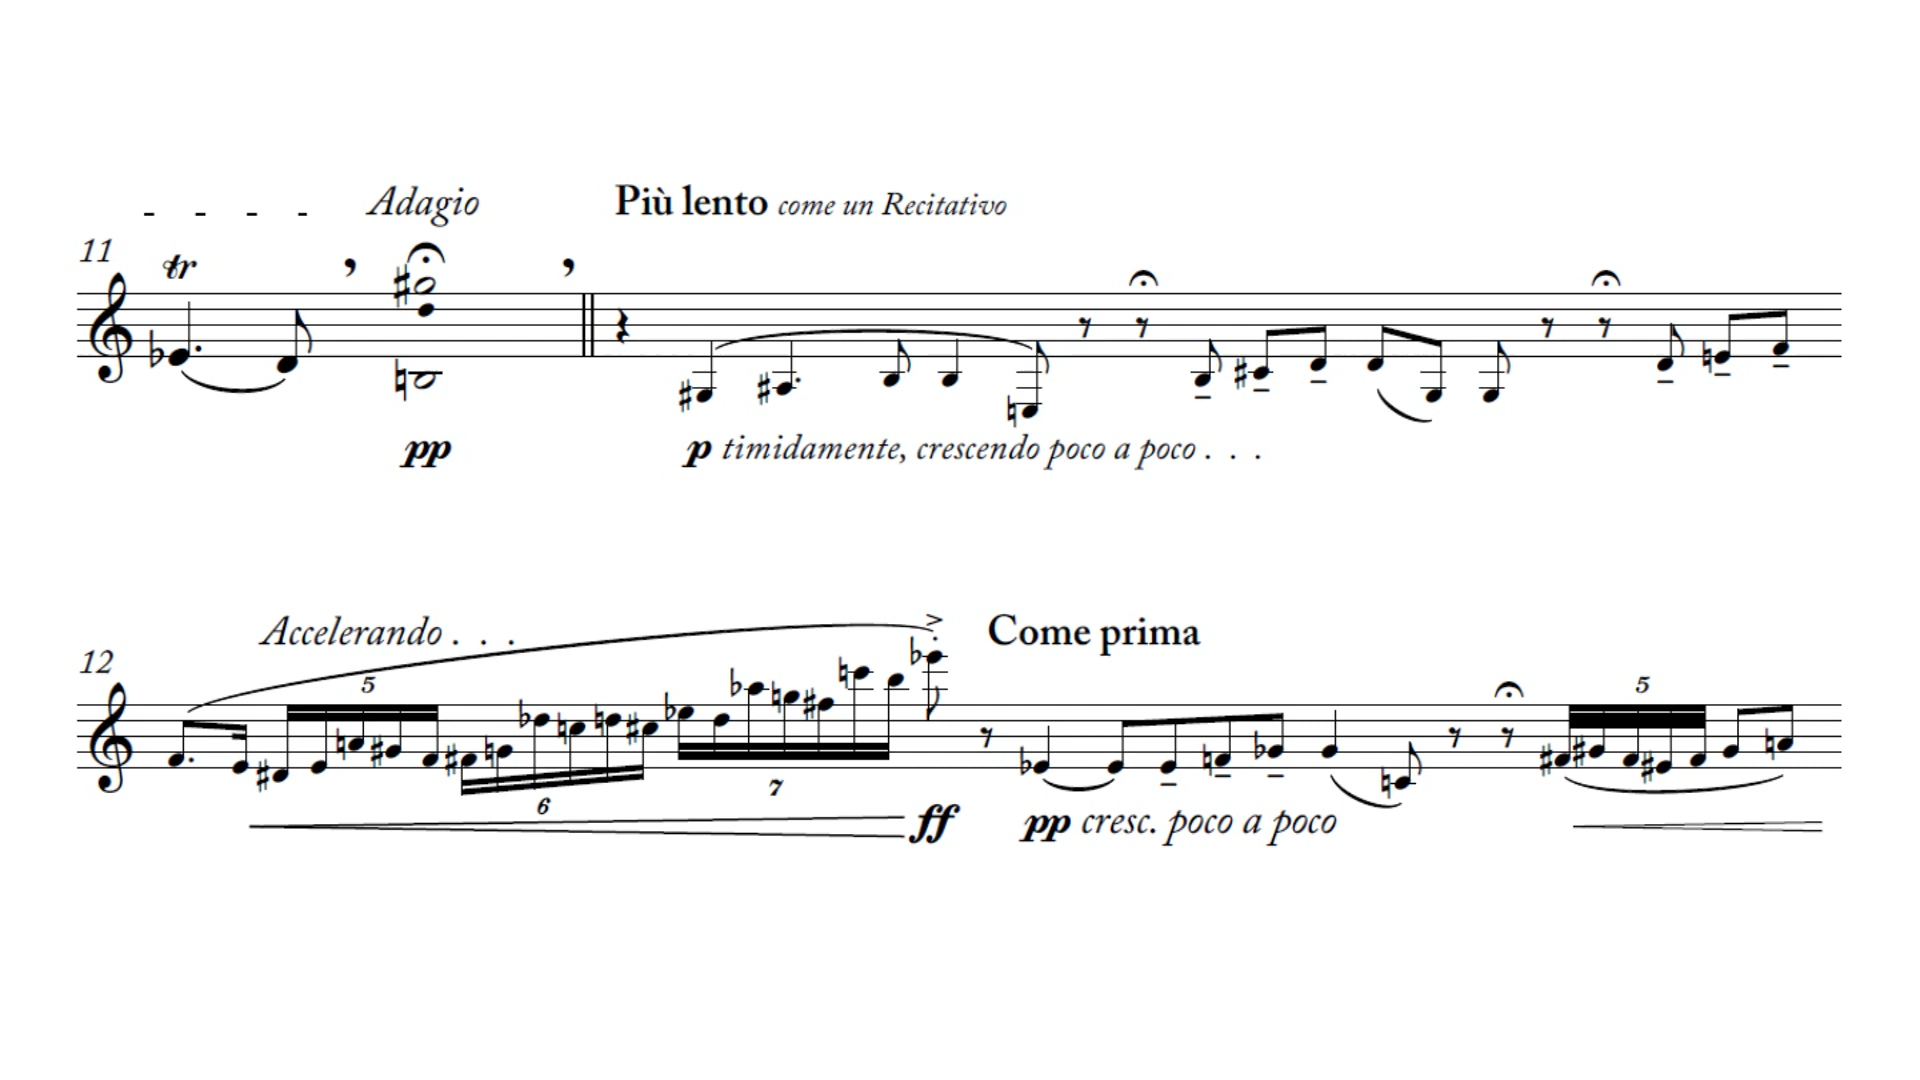 Adagio Più lento come un Recitativo
11
tr
pp p timidamente, crescendo poco a poco . . .
Accelerando . . . Come prima
12 5 5
6 7
ff pp cresc. poco a poco